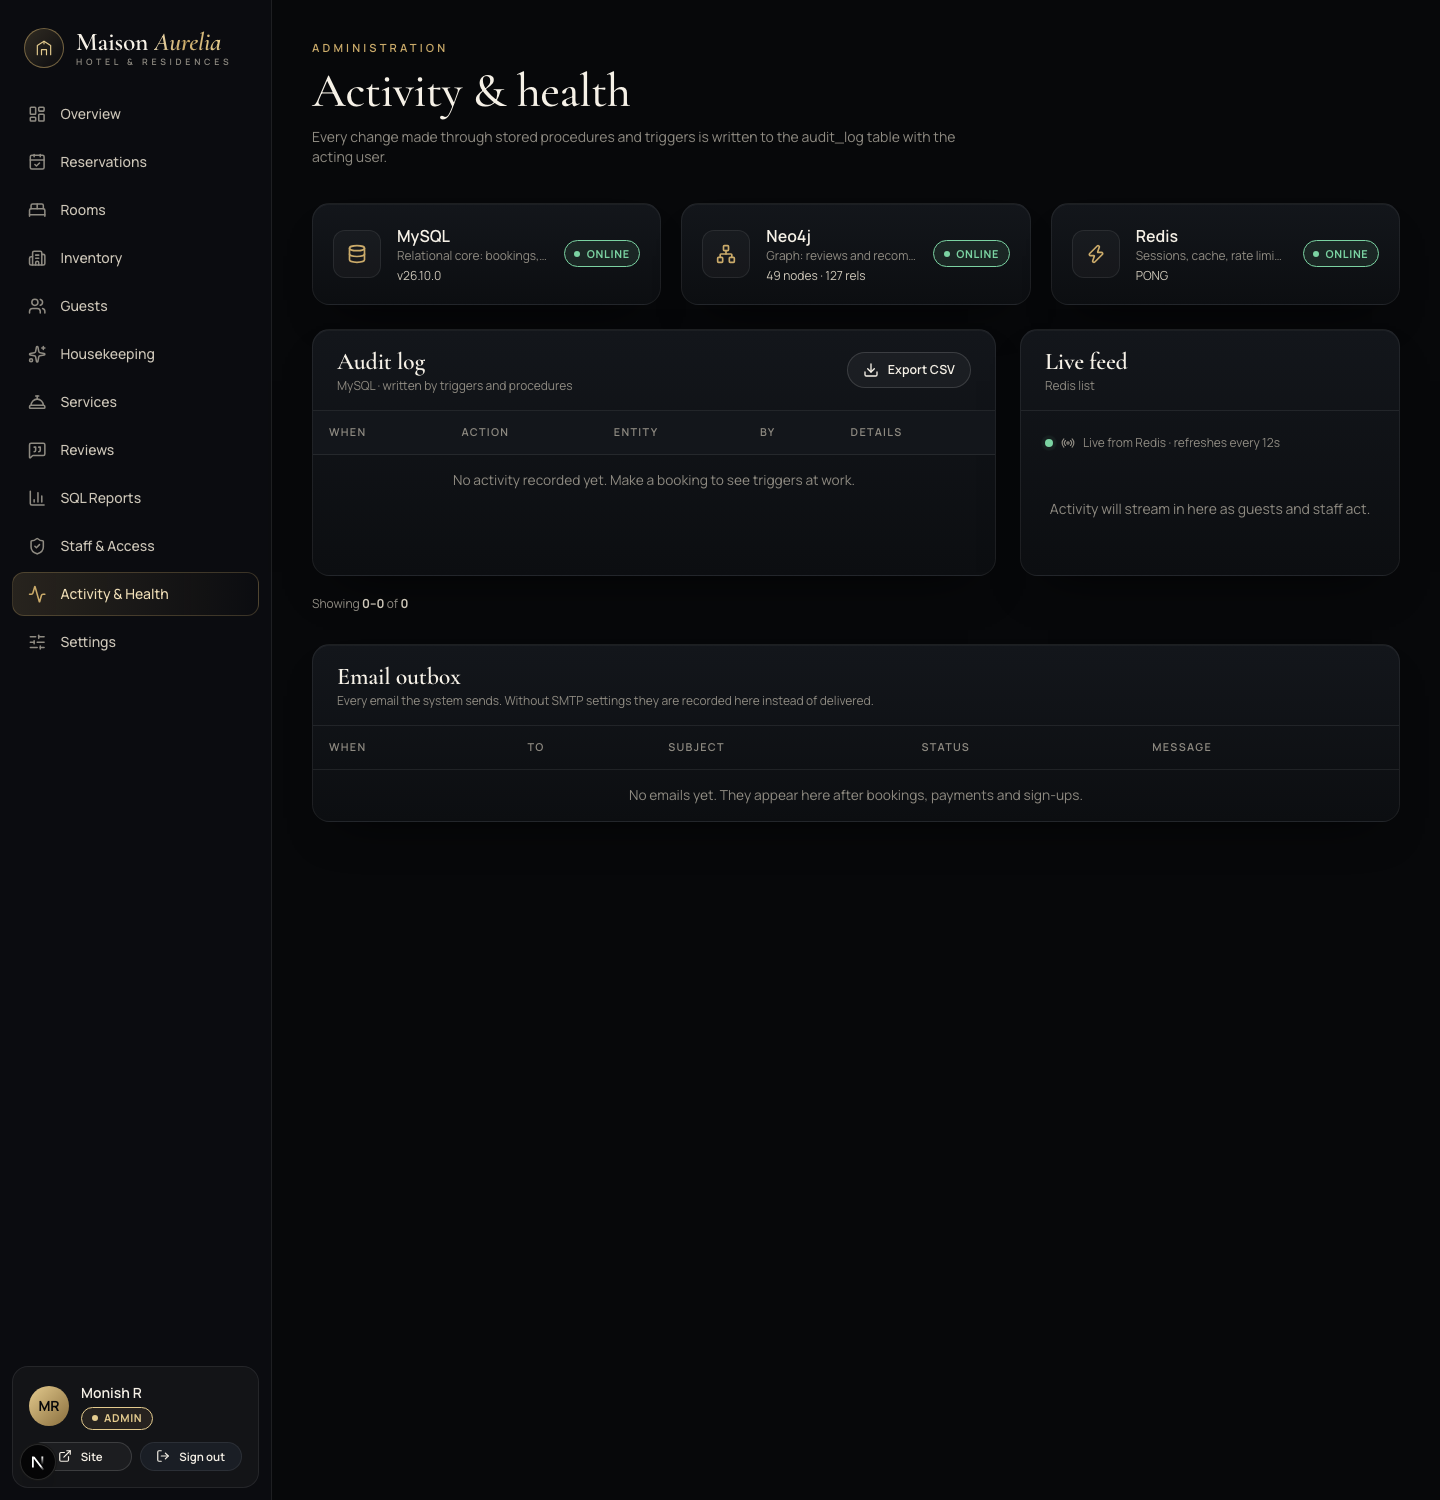 Maison Aurelia
HOTEL & RESIDENCES
Overview
Reservations
Rooms
Inventory
Guests
Housekeeping
Services
Reviews
SQL Reports
Staff & Access
Activity & Health
Settings
MR
Monish R
ADMIN
N
Site
Sign out
ADMINISTRATION
Activity & health
Every change made through stored procedures and triggers is written to the audit_log table with the
acting user.
MySQL
Relational core: bookings,...
v26.10.0
ONLINE
Neo4j
Graph: reviews and recom...
49 nodes · 127 rels
ONLINE
Redis
Sessions, cache, rate limi...
PONG
ONLINE
Audit log
MySQL · written by triggers and procedures
Export CSV
WHEN ACTION ENTITY BY DETAILS
No activity recorded yet. Make a booking to see triggers at work.
Live feed
Redis list
Live from Redis · refreshes every 12s
Activity will stream in here as guests and staff act.
Showing 0–0 of 0
Email outbox
Every email the system sends. Without SMTP settings they are recorded here instead of delivered.
WHEN TO SUBJECT STATUS MESSAGE
No emails yet. They appear here after bookings, payments and sign-ups.